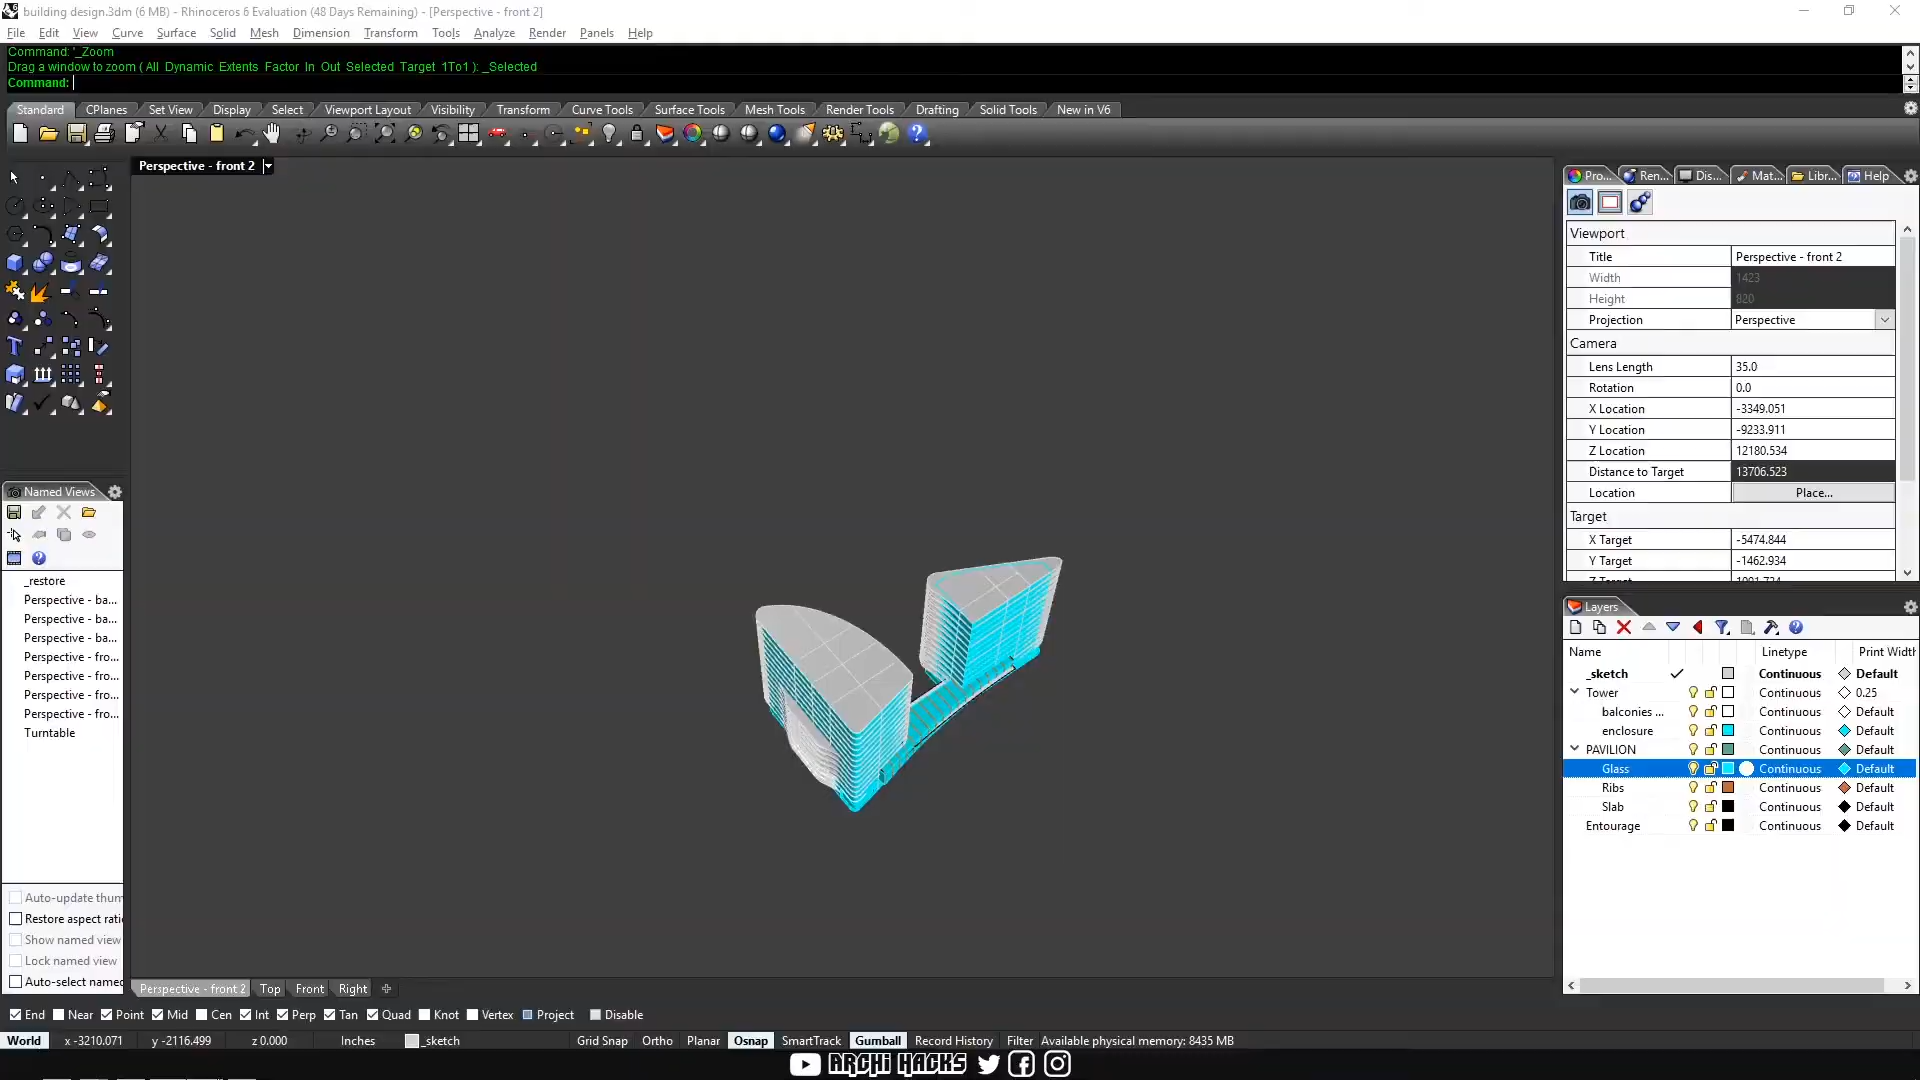 building design.3dm (6 MB) - Rhinoceros 6 Evaluation (48 Days Remaining) - [Perspective - front 2]
File Edit View Curve Surface Solid Mesh Dimension Transform Tools Analyze Render Panels Help
Command: '_Zoom
Drag a window to zoom ( All Dynamic Extents Factor In Out Selected Target 1To1 ): _Selected
Command:
Standard CPlanes Set View Display Select Viewport Layout Visibility Transform Curve Tools Surface Tools Mesh Tools Render Tools Drafting Solid Tools New in V6
Perspective - front 2
Pro... Ren... Dis... Mat... Libr... Help
Viewport
Title Perspective - front 2
Width 1423
Height 820
Projection Perspective
Camera
Lens Length 35.0
Rotation 0.0
X Location -3349.051
Y Location -9233.911
Z Location 12180.534
Distance to Target 13706.523
Location Place...
Target
X Target -5474.844
Y Target -1462.934
Z Target 1091.734
Named Views
_restore
Perspective - ba...
Perspective - ba...
Perspective - ba...
Perspective - fro...
Perspective - fro...
Perspective - fro...
Perspective - fro...
Turntable
Auto-update thum
Restore aspect rati
Show named view
Lock named view
Auto-select named
Layers
Name Linetype Print Width
_sketch Continuous Default
Tower Continuous 0.25
balconies ... Continuous Default
enclosure Continuous Default
PAVILION Continuous Default
Glass Continuous Default
Ribs Continuous Default
Slab Continuous Default
Entourage Continuous Default
Perspective - front 2 Top Front Right
End Near Point Mid Cen Int Perp Tan Quad Knot Vertex Project Disable
World x -3210.071 y -2116.499 z 0.000 Inches _sketch Grid Snap Ortho Planar Osnap SmartTrack Gumball Record History Filter Available physical memory: 8435 MB
ARCHI HACKS